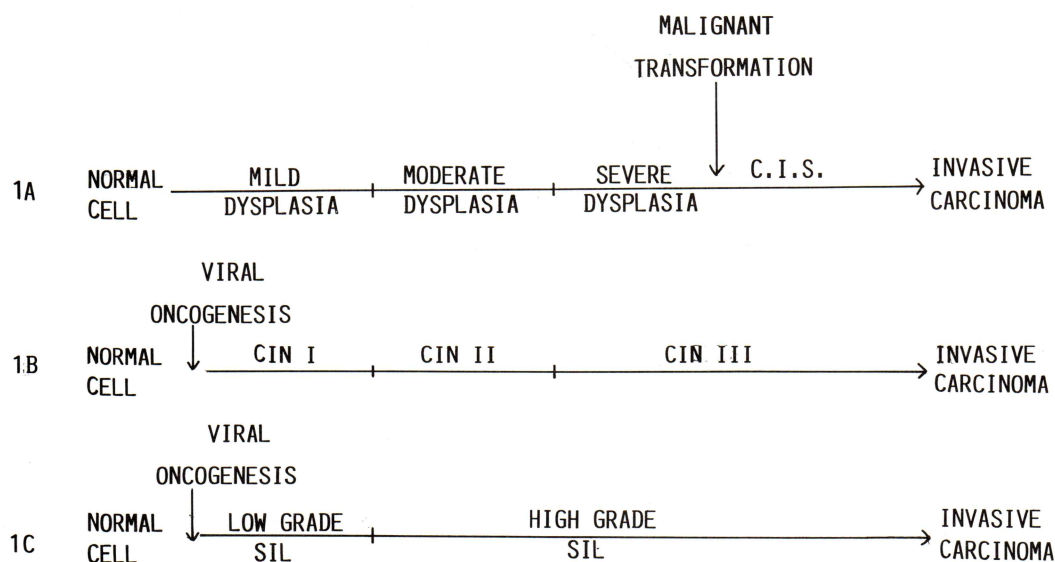 MALIGNANT
TRANSFORMATION
1A
NORMAL
CELL
MILD
DYSPLASIA
MODERATE
DYSPLASIA
SEVERE
DYSPLASIA
C.I.S.
INVASIVE
CARCINOMA
VIRAL
ONCOGENESIS
1B
NORMAL
CELL
CIN I
CIN II
CIN III
INVASIVE
CARCINOMA
VIRAL
ONCOGENESIS
1C
NORMAL
CELL
LOW GRADE
SIL
HIGH GRADE
SIL
INVASIVE
CARCINOMA